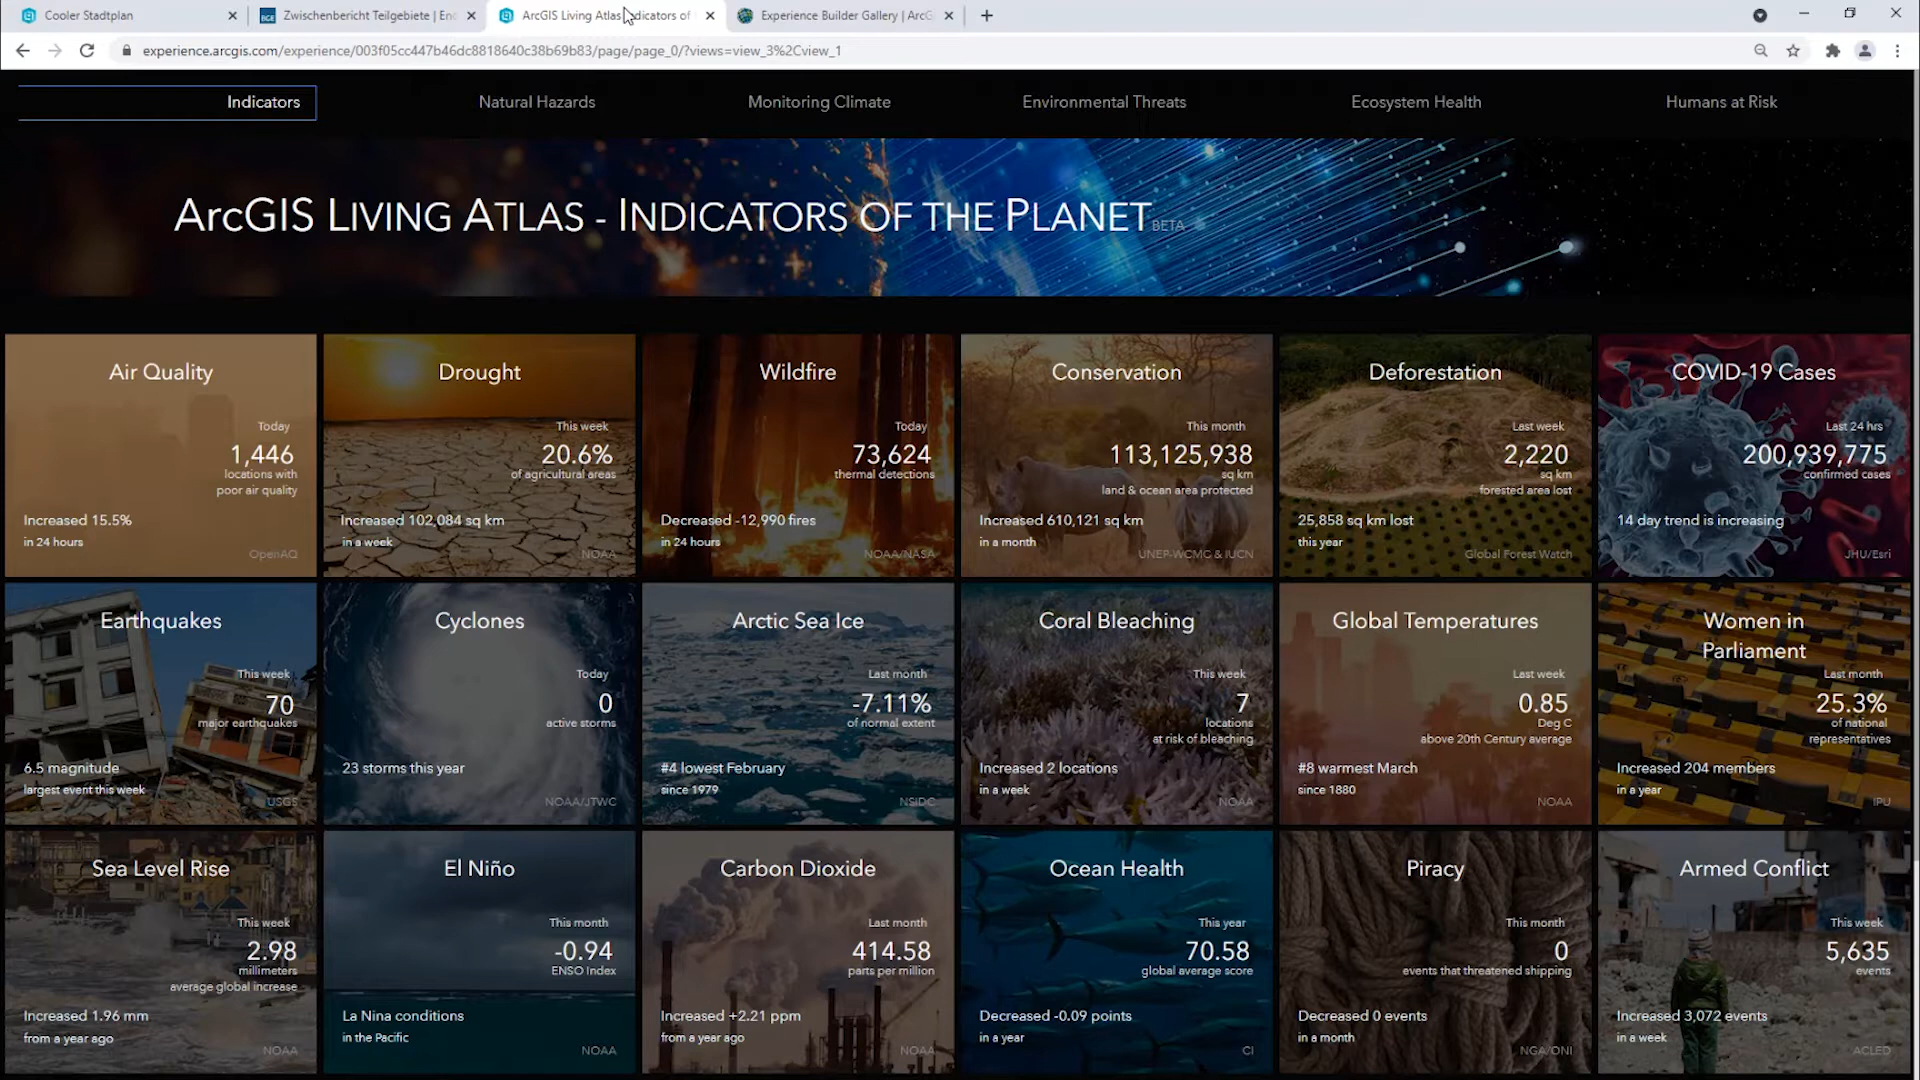 Cooler Stadtplan
Zwischenbericht Teilgebiete | En
ArcGIS Living Atlas Indicators of
Experience Builder Gallery | ArcG
experience.arcgis.com/experience/003f05cc447b46dc8818640c38b69b83/page/page_0/?views=view_3%2Cview_1
Indicators
Natural Hazards
Monitoring Climate
Environmental Threats
Ecosystem Health
Humans at Risk
ArcGIS LIVING ATLAS - INDICATORS OF THE PLANET BETA
Air Quality
Today
1,446
locations with
poor air quality
Increased 15.5%
in 24 hours
OpenAQ
Drought
This week
20.6%
of agricultural areas
Increased 102,084 sq km
in a week
NOAA
Wildfire
Today
73,624
thermal detections
Decreased -12,990 fires
in 24 hours
NOAA/NASA
Conservation
This month
113,125,938
sq km
land & ocean area protected
Increased 610,121 sq km
in a month
UNEP-WCMC & IUCN
Deforestation
Last week
2,220
sq km
forested area lost
25,858 sq km lost
this year
Global Forest Watch
COVID-19 Cases
Last 24 hrs
200,939,775
confirmed cases
14 day trend is increasing
JHU/Esri
Earthquakes
This week
70
major earthquakes
6.5 magnitude
largest event this week
USGS
Cyclones
Today
0
active storms
23 storms this year
NOAA/JTWC
Arctic Sea Ice
Last month
-7.11%
of normal extent
#4 lowest February
since 1979
NSIDC
Coral Bleaching
This week
7
locations
at risk of bleaching
Increased 2 locations
in a week
NOAA
Global Temperatures
Last week
0.85
Deg C
above 20th Century average
#8 warmest March
since 1880
NOAA
Women in
Parliament
Last month
25.3%
of national
representatives
Increased 204 members
in a year
IPU
Sea Level Rise
This week
2.98
millimeters
average global increase
Increased 1.96 mm
from a year ago
NOAA
El Niño
This month
-0.94
ENSO Index
La Nina conditions
in the Pacific
NOAA
Carbon Dioxide
Last month
414.58
parts per million
Increased +2.21 ppm
from a year ago
NOAA
Ocean Health
This year
70.58
global average score
Decreased -0.09 points
in a year
CI
Piracy
This month
0
events that threatened shipping
Decreased 0 events
in a month
NGA/ONI
Armed Conflict
This week
5,635
events
Increased 3,072 events
in a week
ACLED